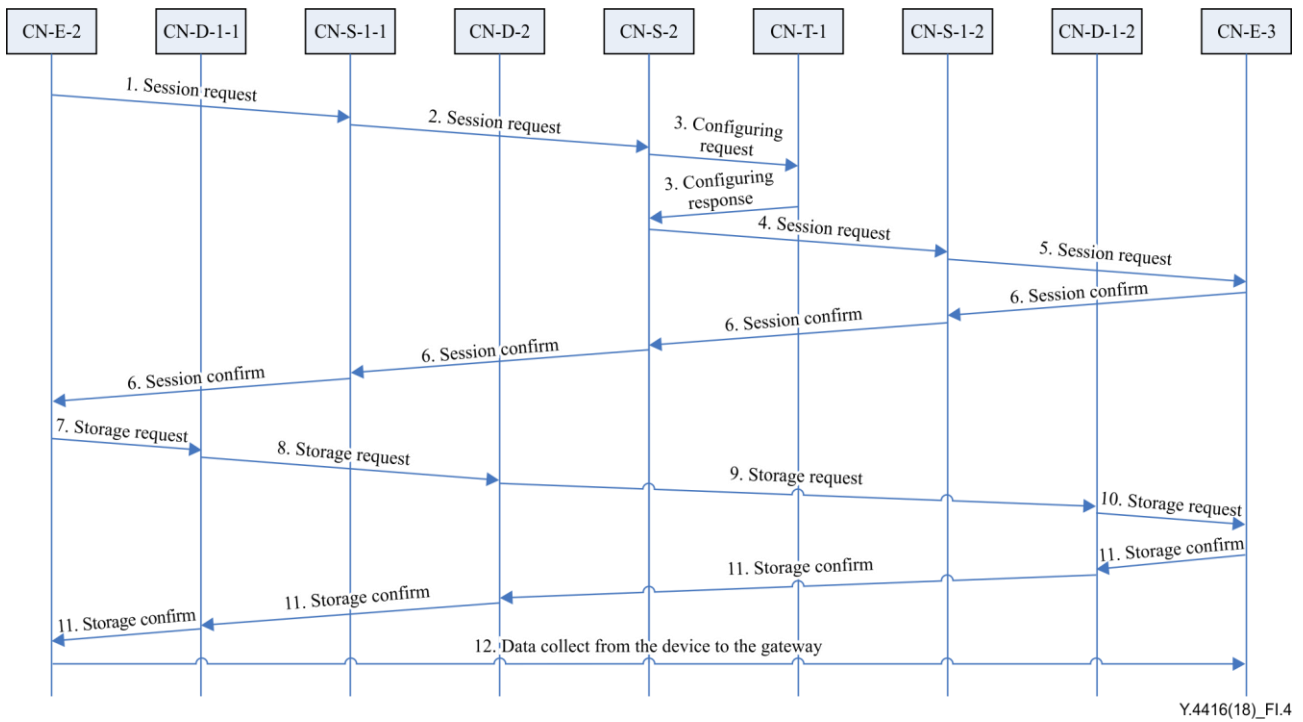 CN-E-2
CN-D-1-1
CN-S-1-1
CN-D-2
CN-S-2
CN-T-1
CN-S-1-2
CN-D-1-2
CN-E-3
1. Session request
2. Session request
3. Configuring
request
3. Configuring
response
4. Session request
5. Session request
6. Session confirm
6. Session confirm
6. Session confirm
6. Session confirm
7. Storage request
8. Storage request
9. Storage request
10. Storage request
11. Storage confirm
11. Storage confirm
11. Storage confirm
11. Storage confirm
12. Data collect from the device to the gateway
Y.4416(18)_FI.4